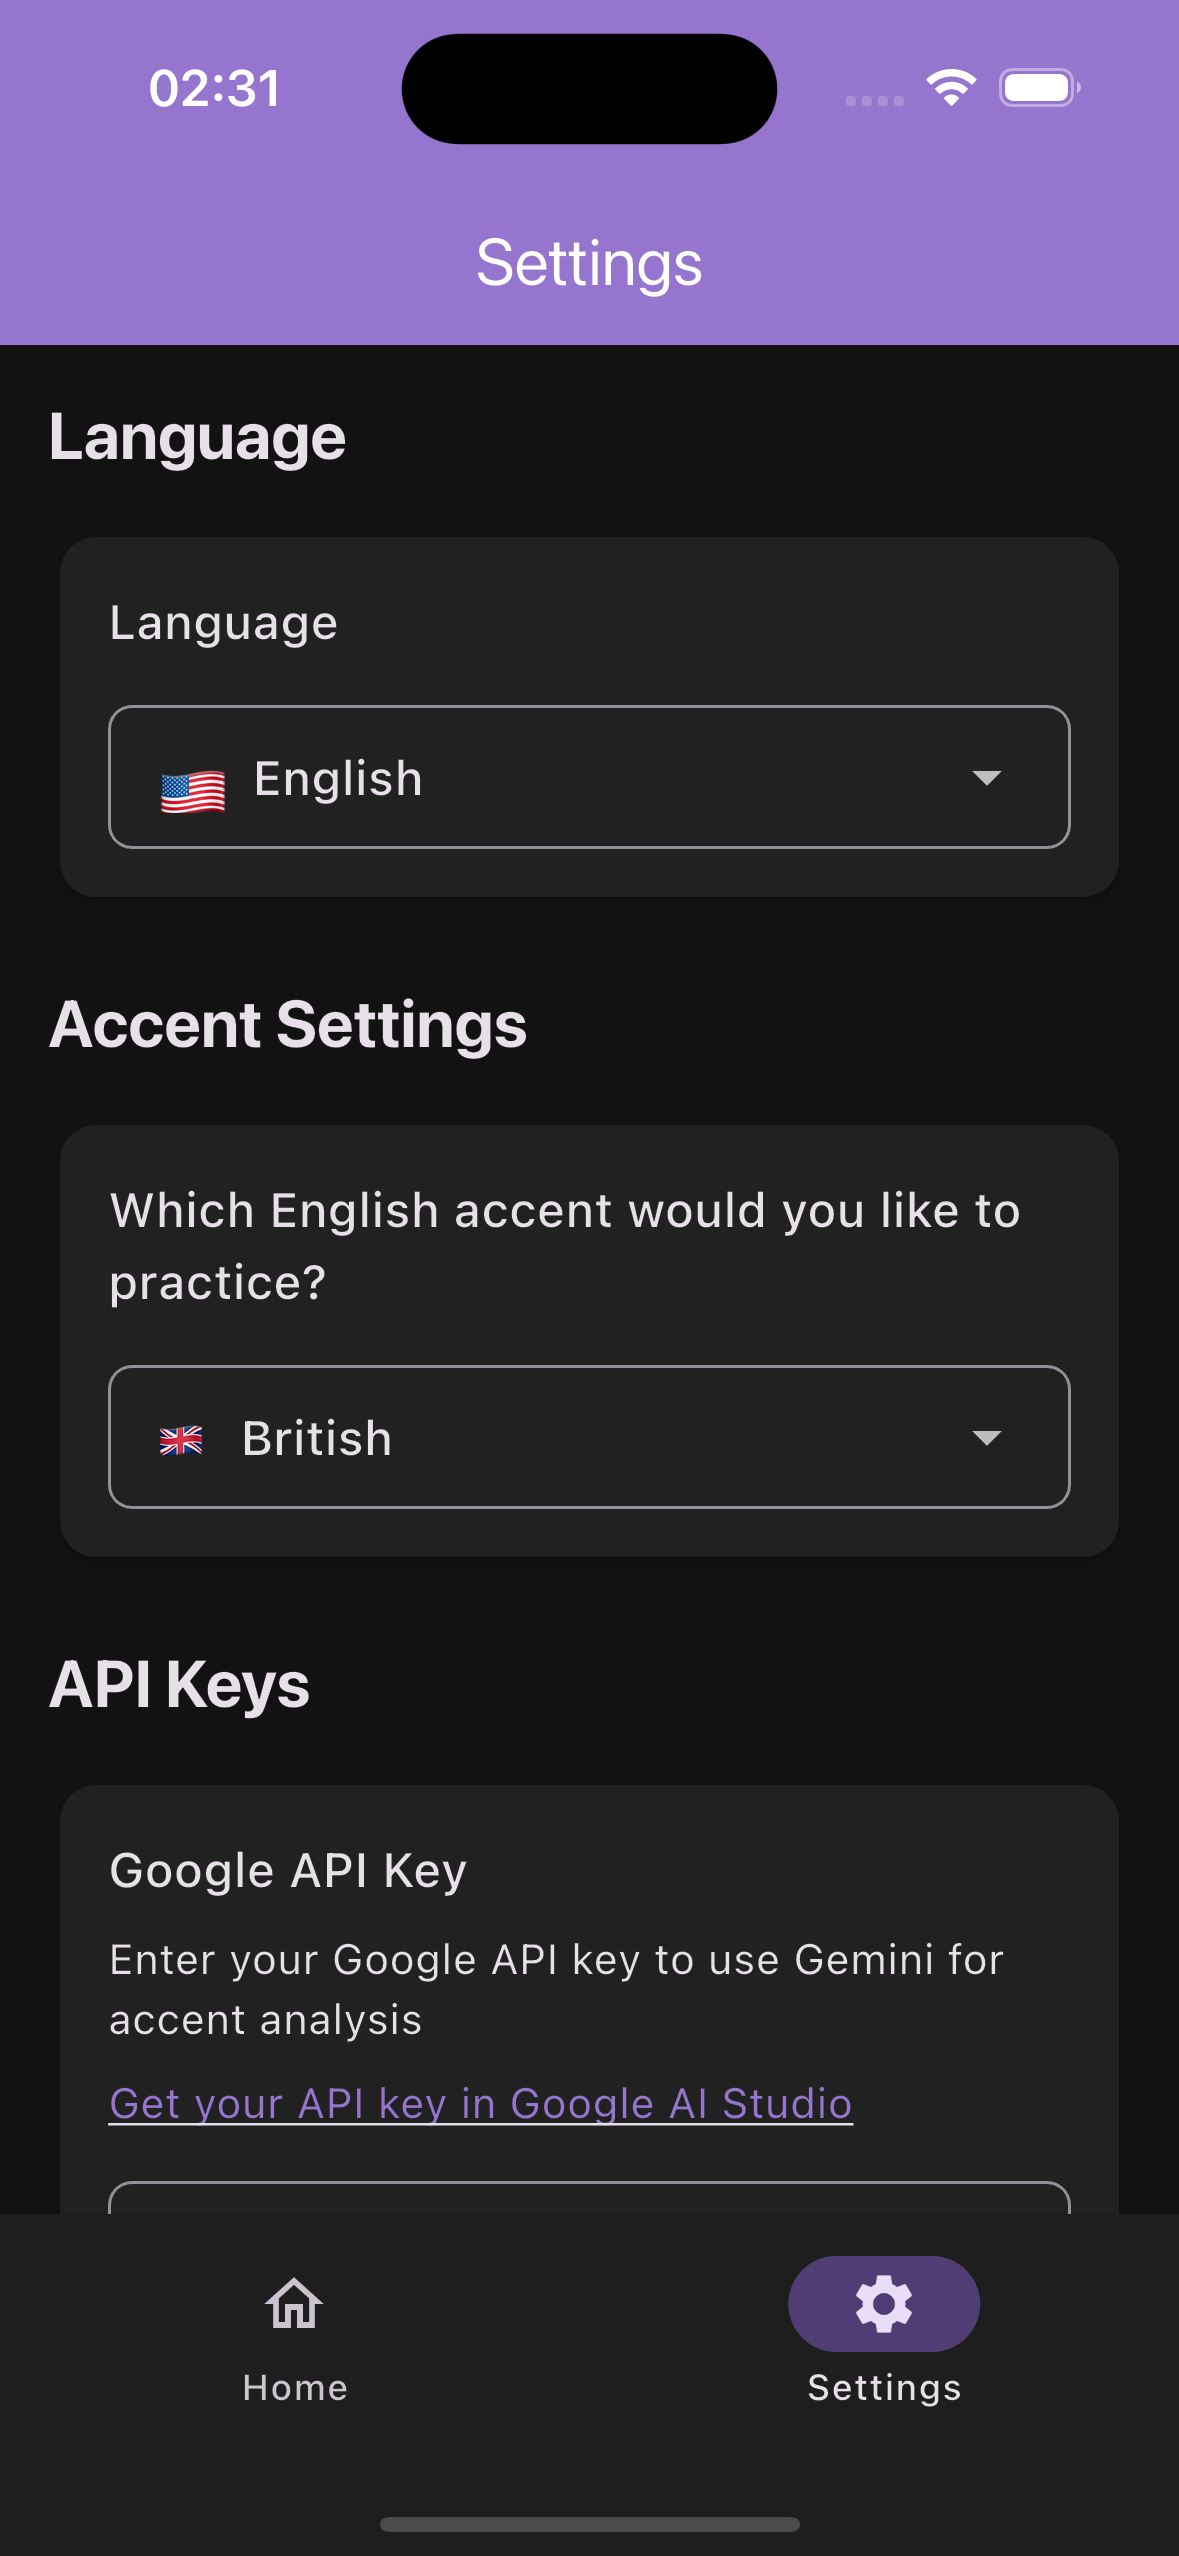 02:31
Settings
Language
Language
English
Accent Settings
Which English accent would you like to
practice?
British
API Keys
Google API Key
Enter your Google API key to use Gemini for
accent analysis
Get your API key in Google AI Studio
Home
Settings